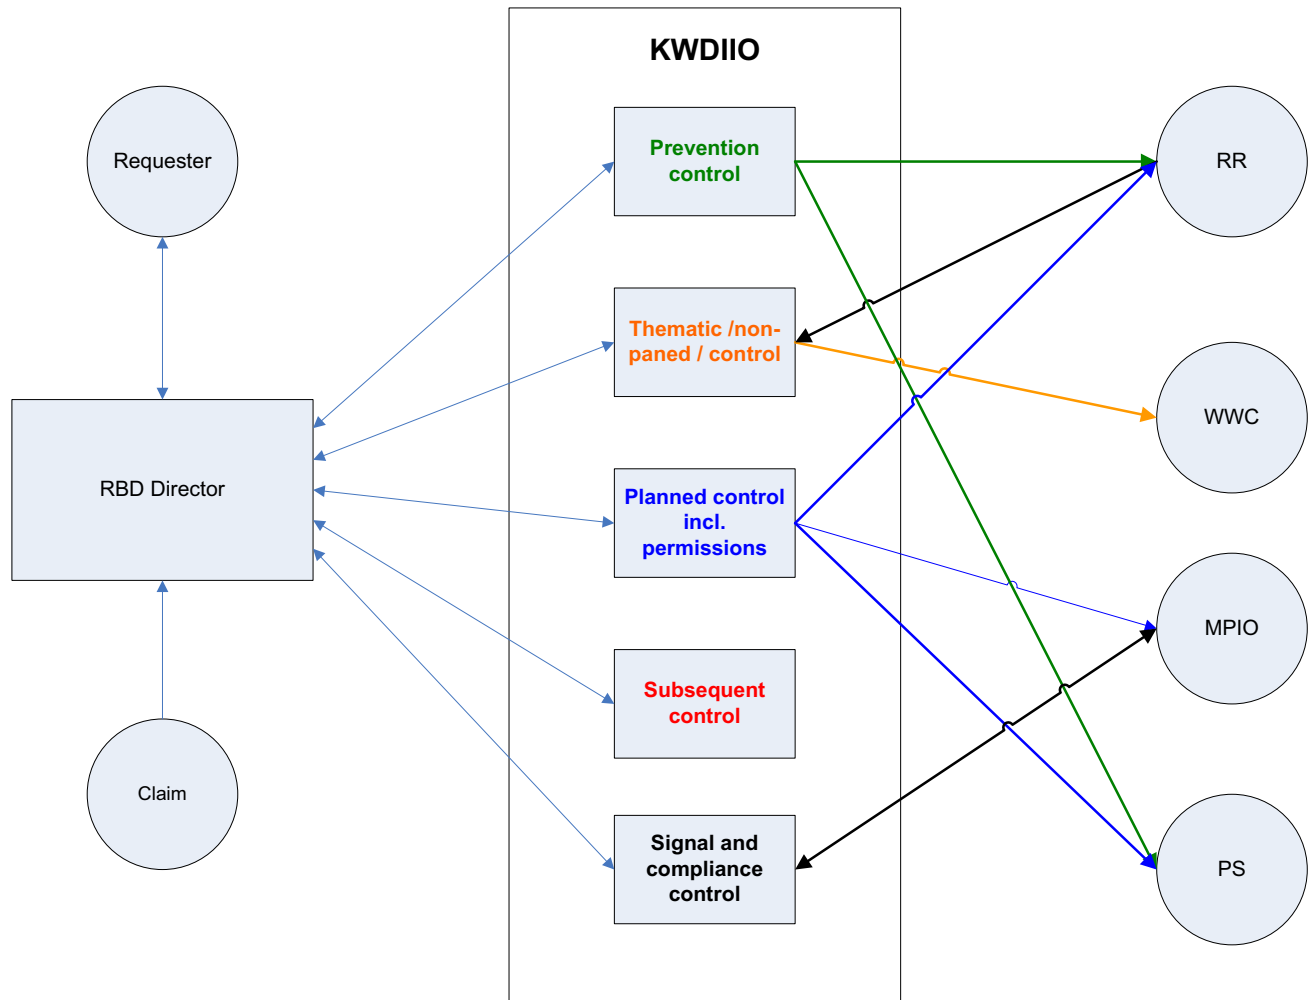 KWDIIO
Requester
RBD Director
Claim
Prevention
control
Thematic /non-
paned / control
Planned control
incl.
permissions
Subsequent
control
Signal and
compliance
control
RR
WWC
MPIO
PS